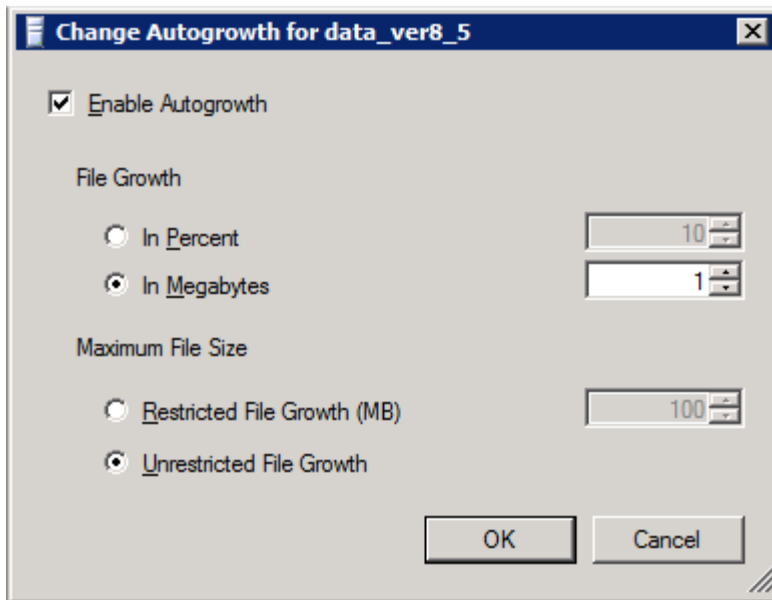 Change Autogrowth for data_ver8_5
Enable Autogrowth
File Growth
In Percent 10
In Megabytes 1
Maximum File Size
Restricted File Growth (MB) 100
Unrestricted File Growth
OK Cancel